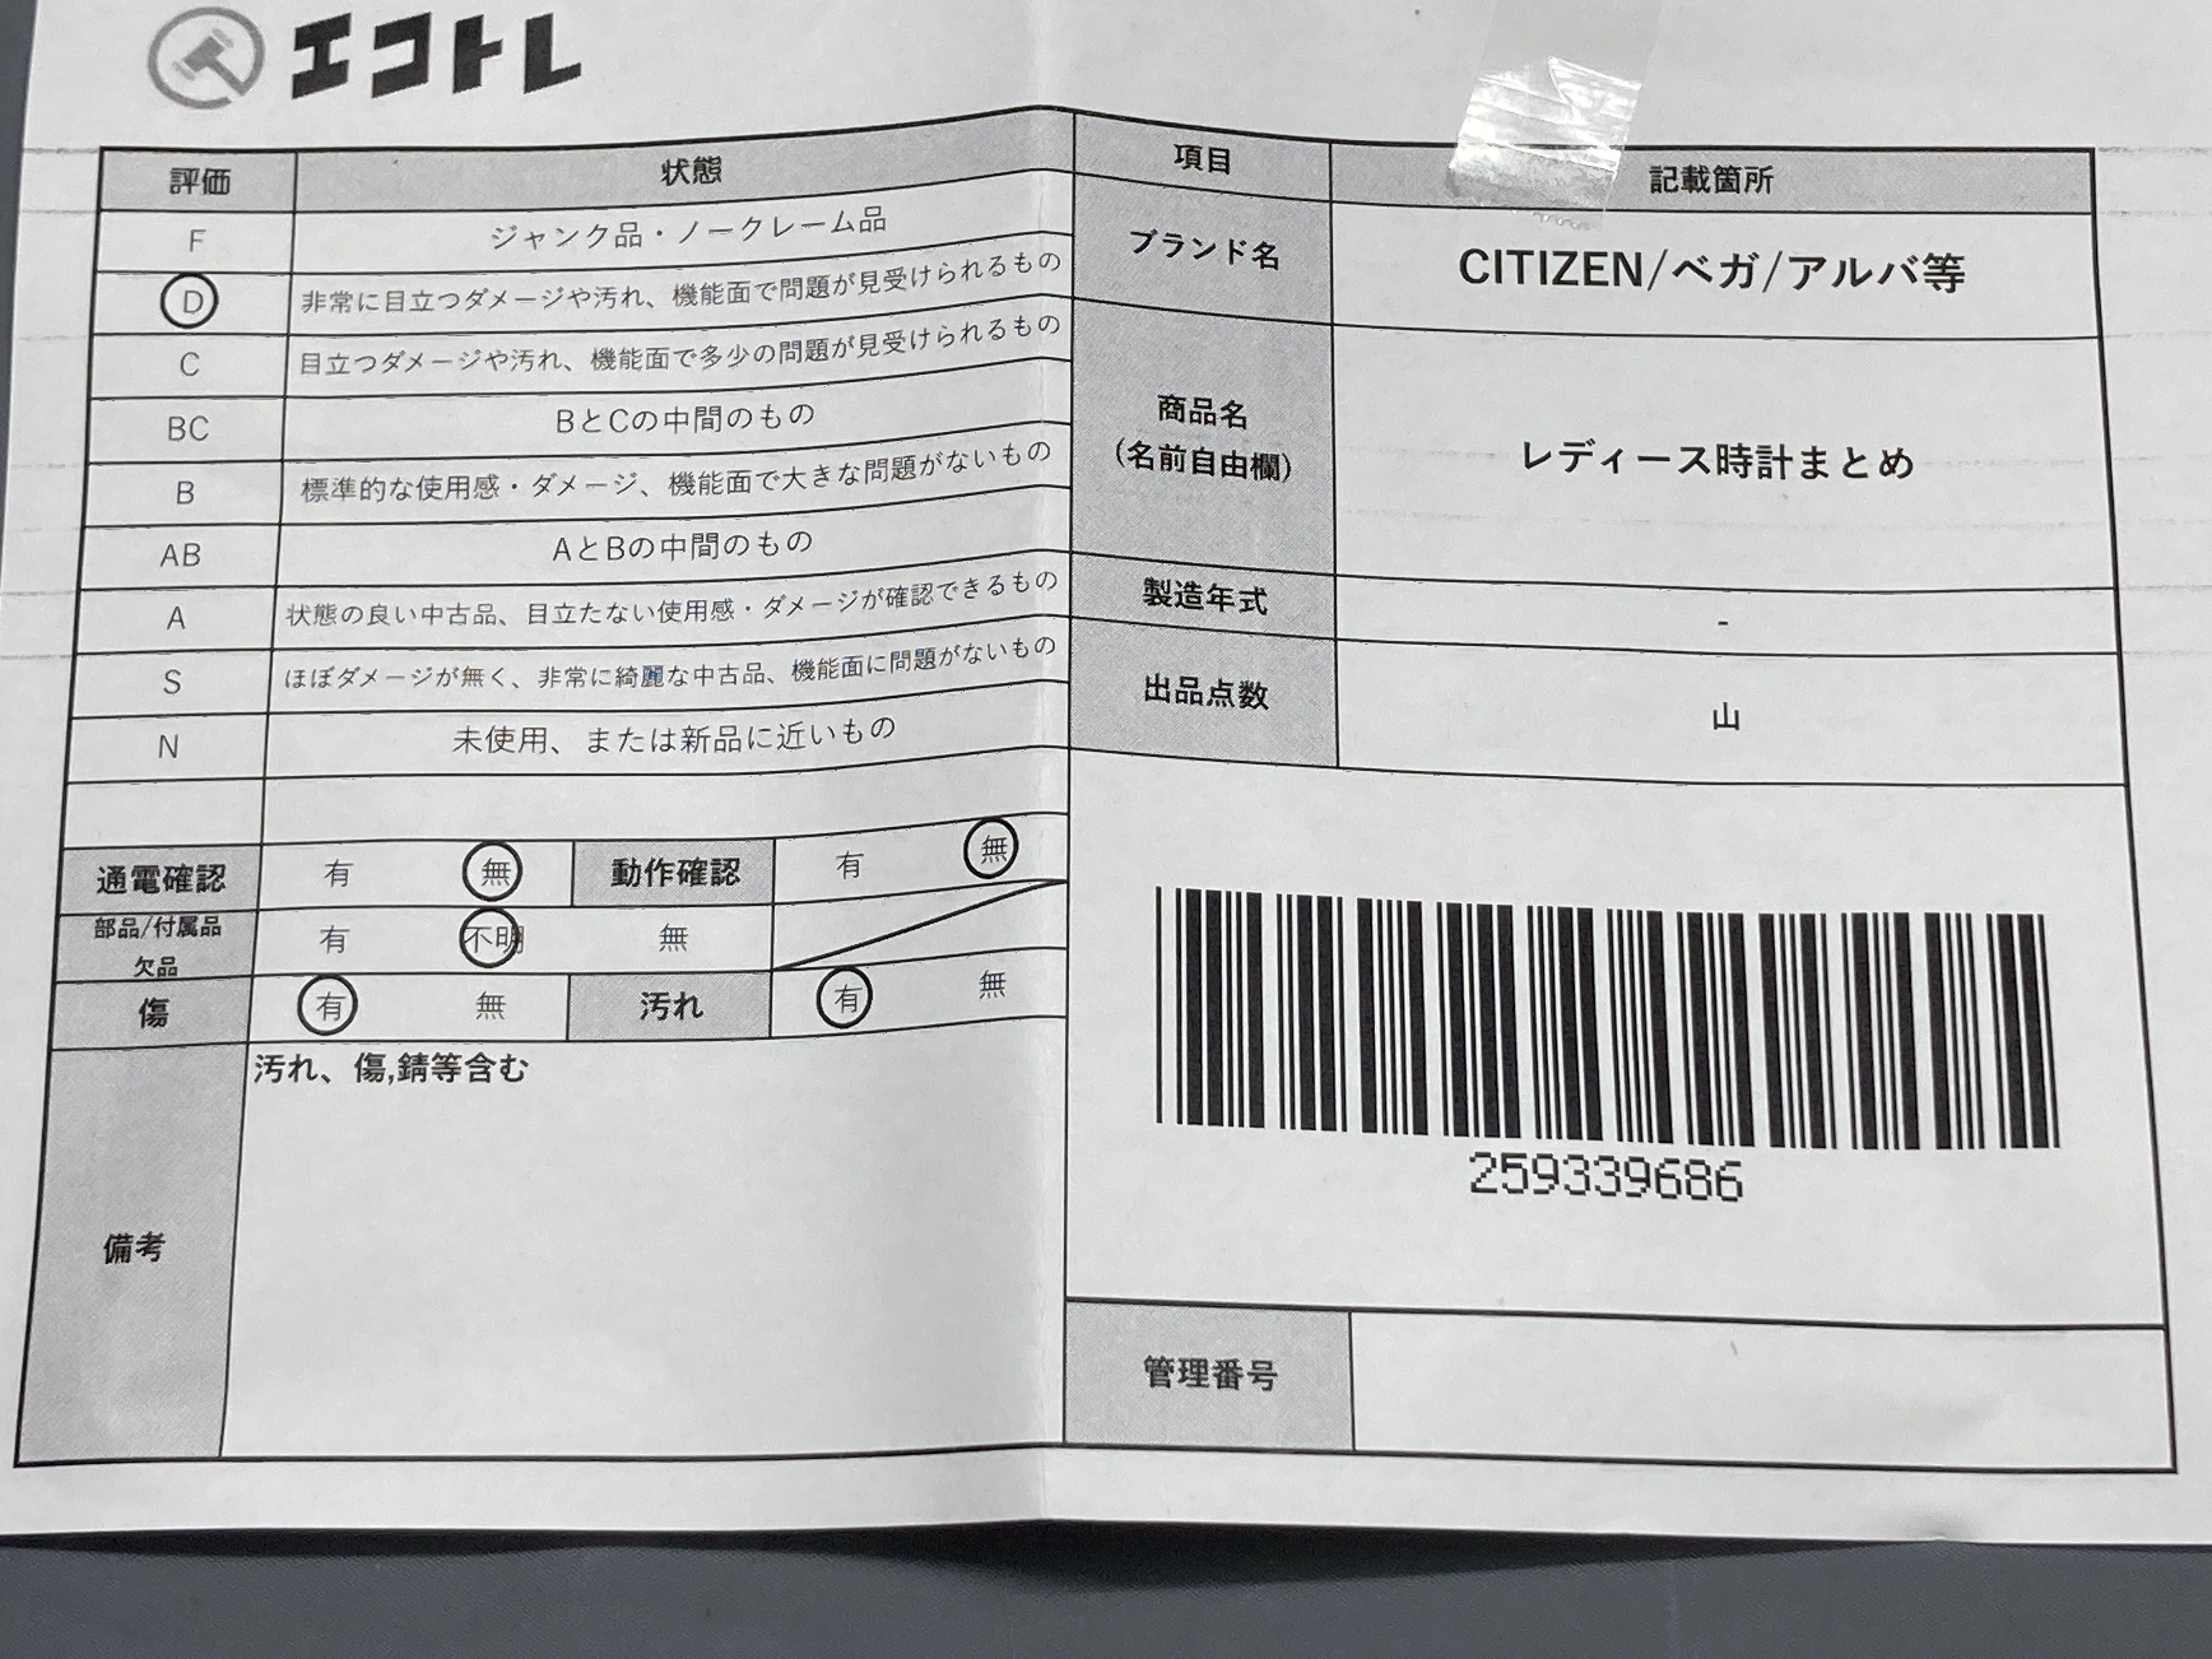 エコトレ
評価 状態
F ジャンク品・ノークレーム品
D 非常に目立つダメージや汚れ、機能面で問題が見受けられるもの
C 目立つダメージや汚れ、機能面で多少の問題が見受けられるもの
BC BとCの中間のもの
B 標準的な使用感・ダメージ、機能面で大きな問題がないもの
AB AとBの中間のもの
A 状態の良い中古品、目立たない使用感・ダメージが確認できるもの
S ほぼダメージが無く、非常に綺麗な中古品、機能面に問題がないもの
N 未使用、または新品に近いもの
通電確認 有 無 動作確認 有 無
部品/付属品
欠品 有 不明 無
傷 有 無 汚れ 有 無
備考 汚れ、傷,錆等含む
項目 記載箇所
ブランド名 CITIZEN/ベガ/アルバ等
商品名
(名前自由欄) レディース時計まとめ
製造年式 -
出品点数 山
259339686
管理番号